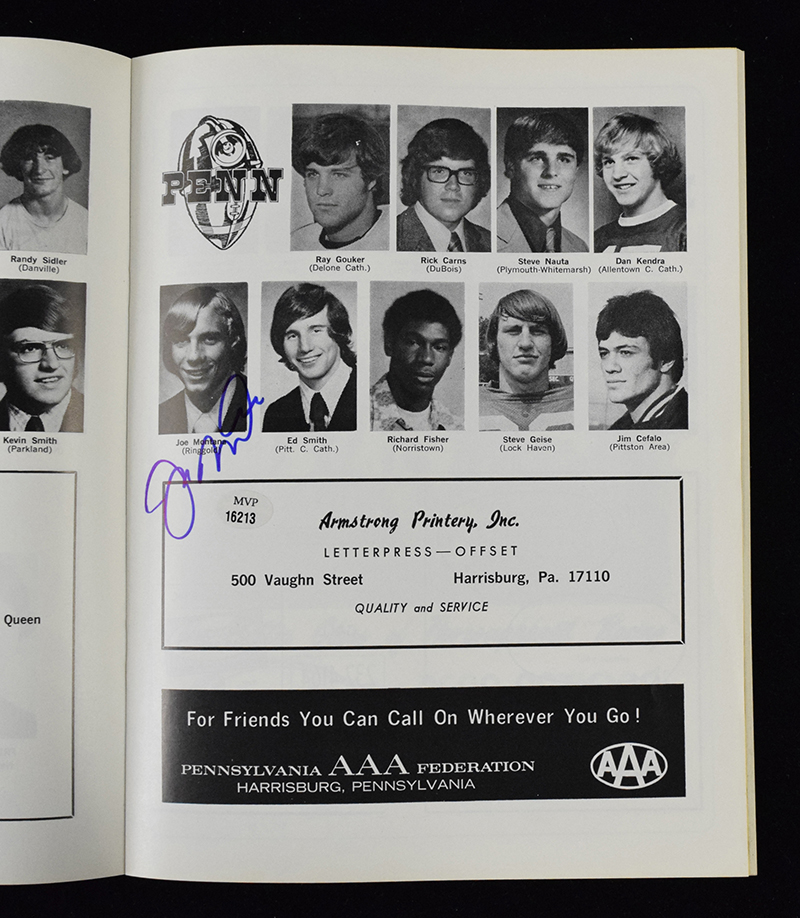 Randy Sidler
(Danville)
Kevin Smith
(Parkland)
Queen
PENN
Ray Gouker
(Delone Cath.)
Rick Carns
(DuBois)
Steve Nauta
(Plymouth-Whitemarsh)
Dan Kendra
(Allentown C. Cath.)
Joe Montana
(Ringgold)
Ed Smith
(Pitt. C. Cath.)
Richard Fisher
(Norristown)
Steve Geise
(Lock Haven)
Jim Cefalo
(Pittston Area)
MVP
16213
Armstrong Printery, Inc.
LETTERPRESS—OFFSET
500 Vaughn Street Harrisburg, Pa. 17110
QUALITY and SERVICE
For Friends You Can Call On Wherever You Go!
PENNSYLVANIA AAA FEDERATION
HARRISBURG, PENNSYLVANIA
AAA